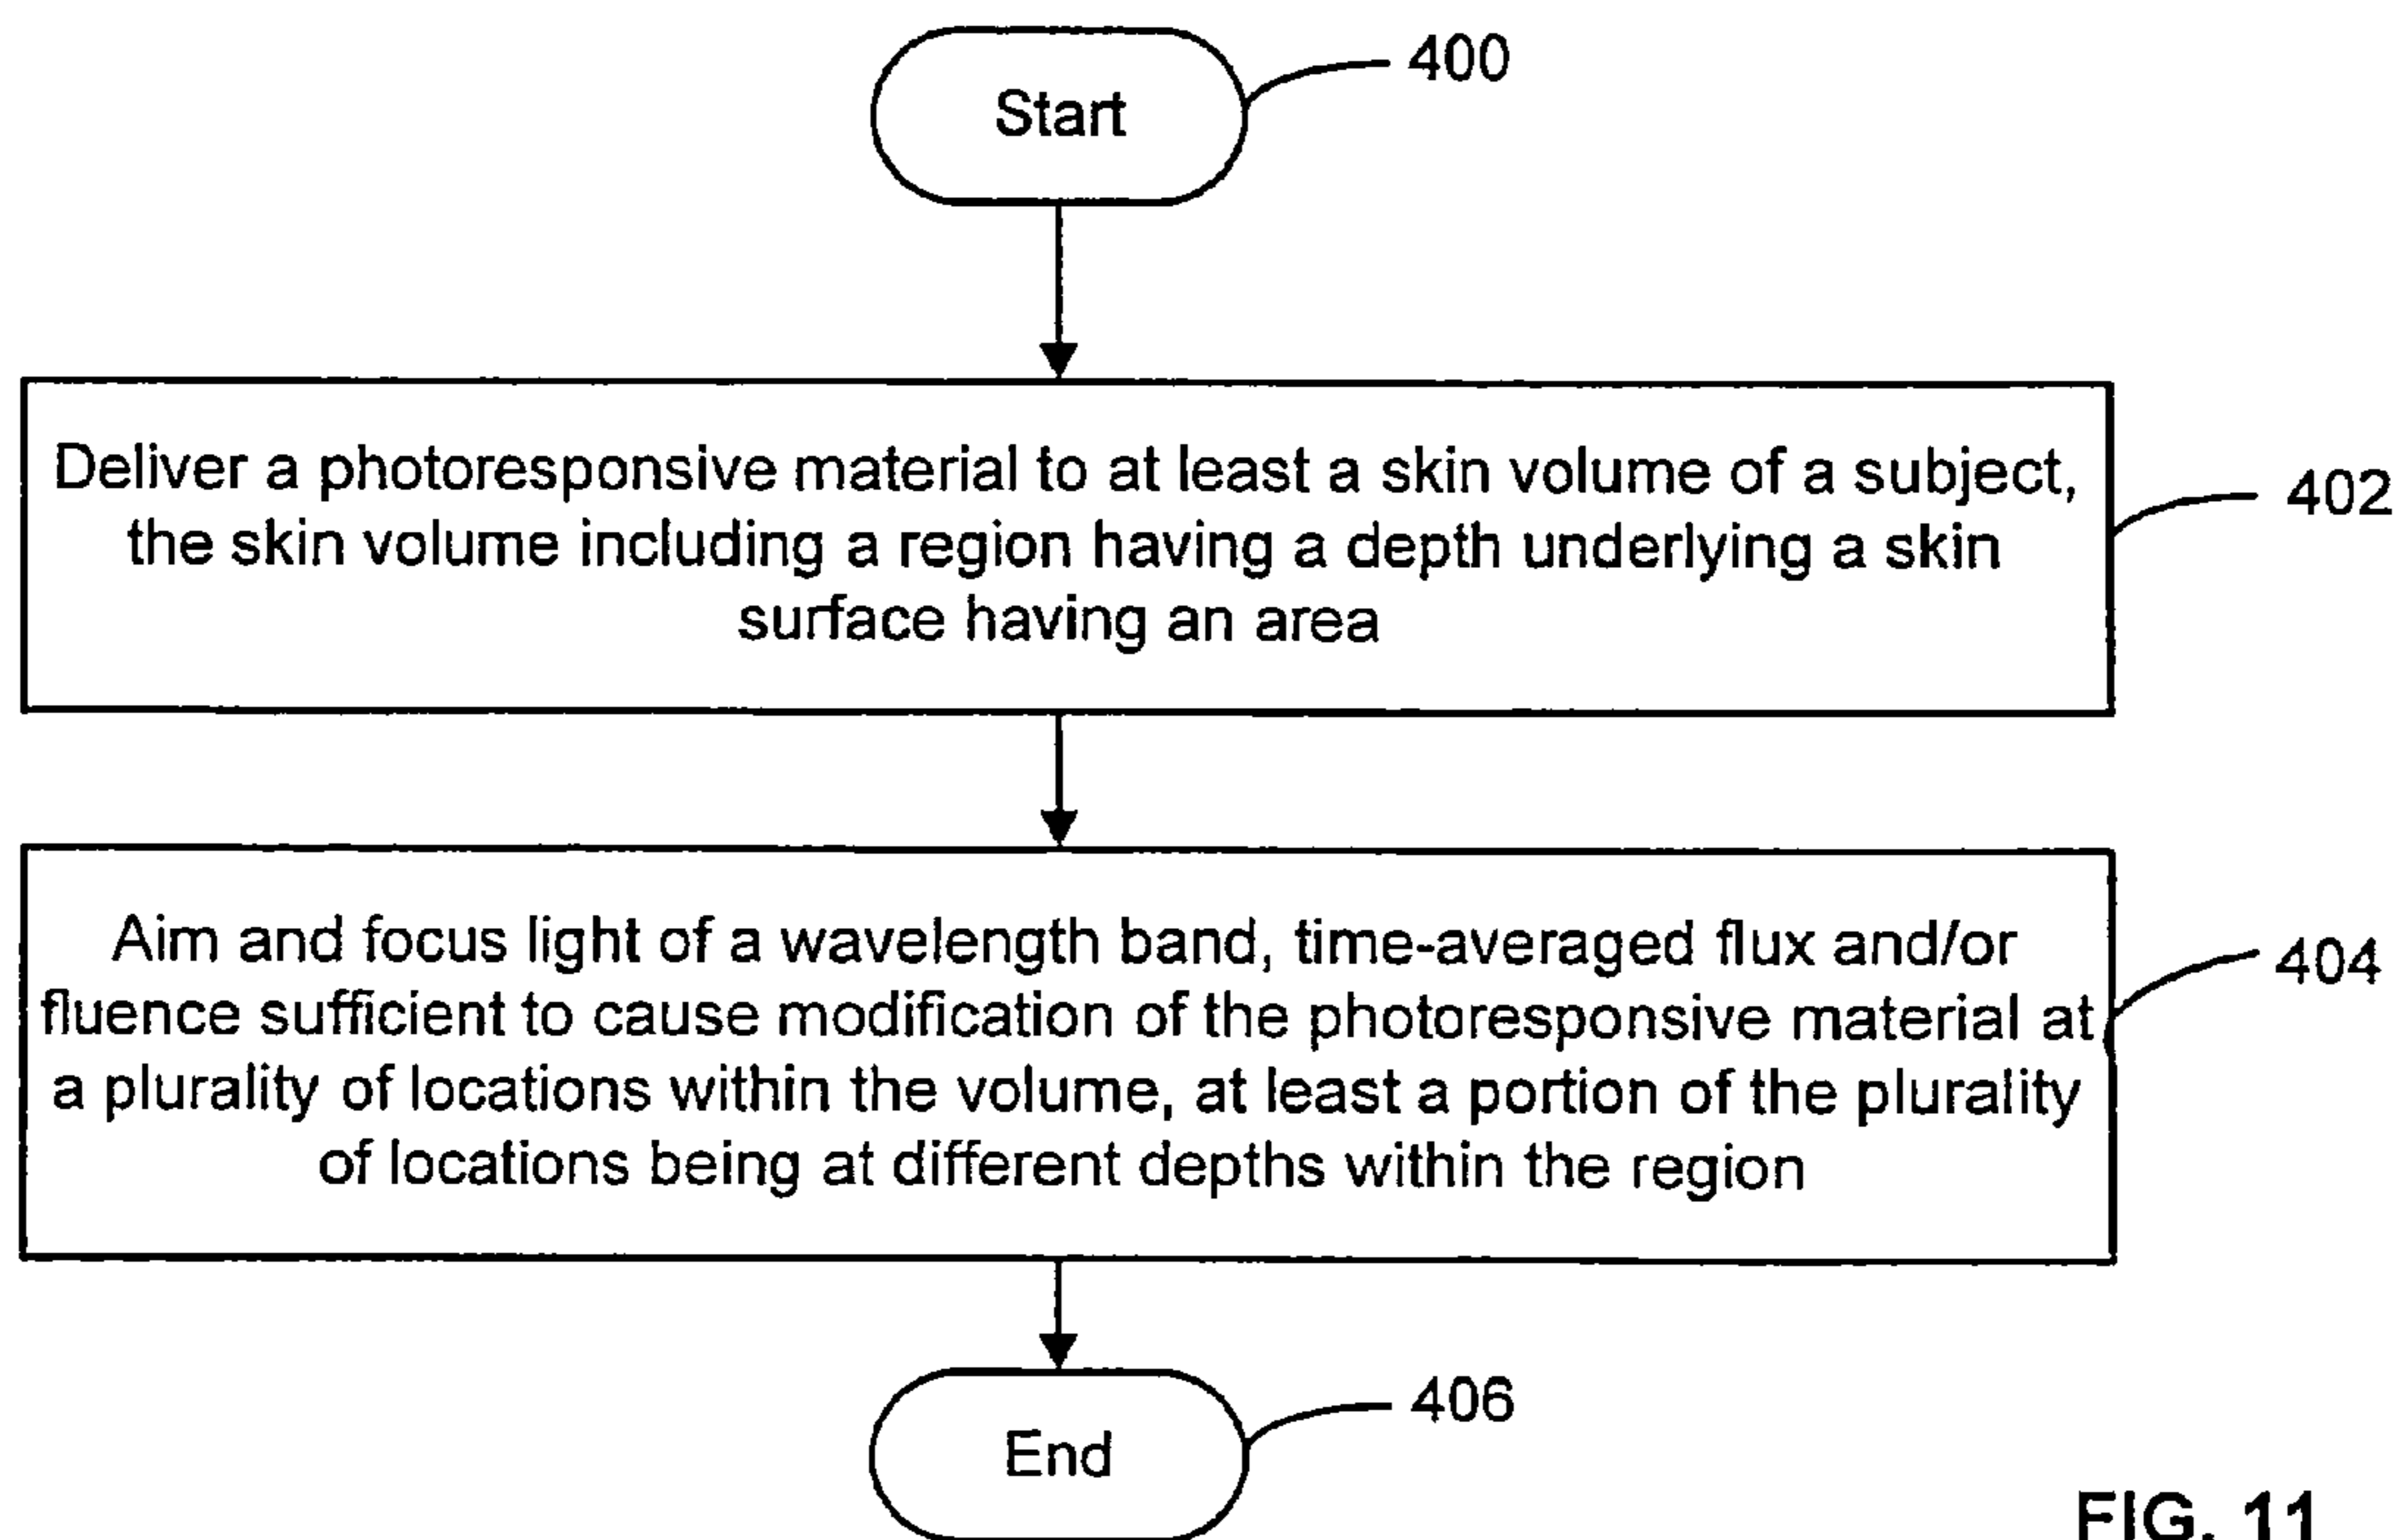 Start
400
Deliver a photoresponsive material to at least a skin volume of a subject,
the skin volume including a region having a depth underlying a skin
surface having an area
402
Aim and focus light of a wavelength band, time-averaged flux and/or
fluence sufficient to cause modification of the photoresponsive material at
a plurality of locations within the volume, at least a portion of the plurality
of locations being at different depths within the region
404
End
406
FIG. 11